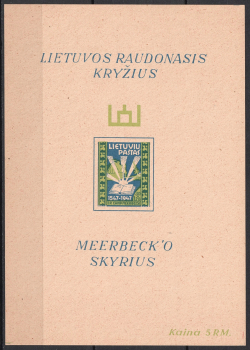 LIETUVOS RAUDONASIS
KRYŽIUS
LIETUVIŲ
PAŠTAS
1547-1947
MEERBECK'O
SKYRIUS
Kaina 5 RM.